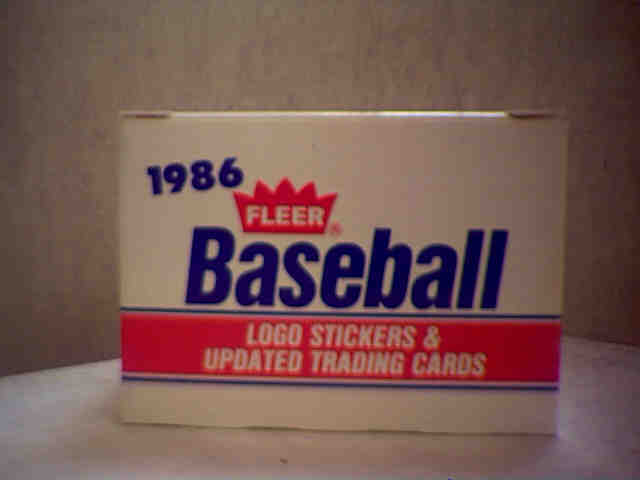 1986
FLEER®
Baseball
LOGO STICKERS &
UPDATED TRADING CARDS